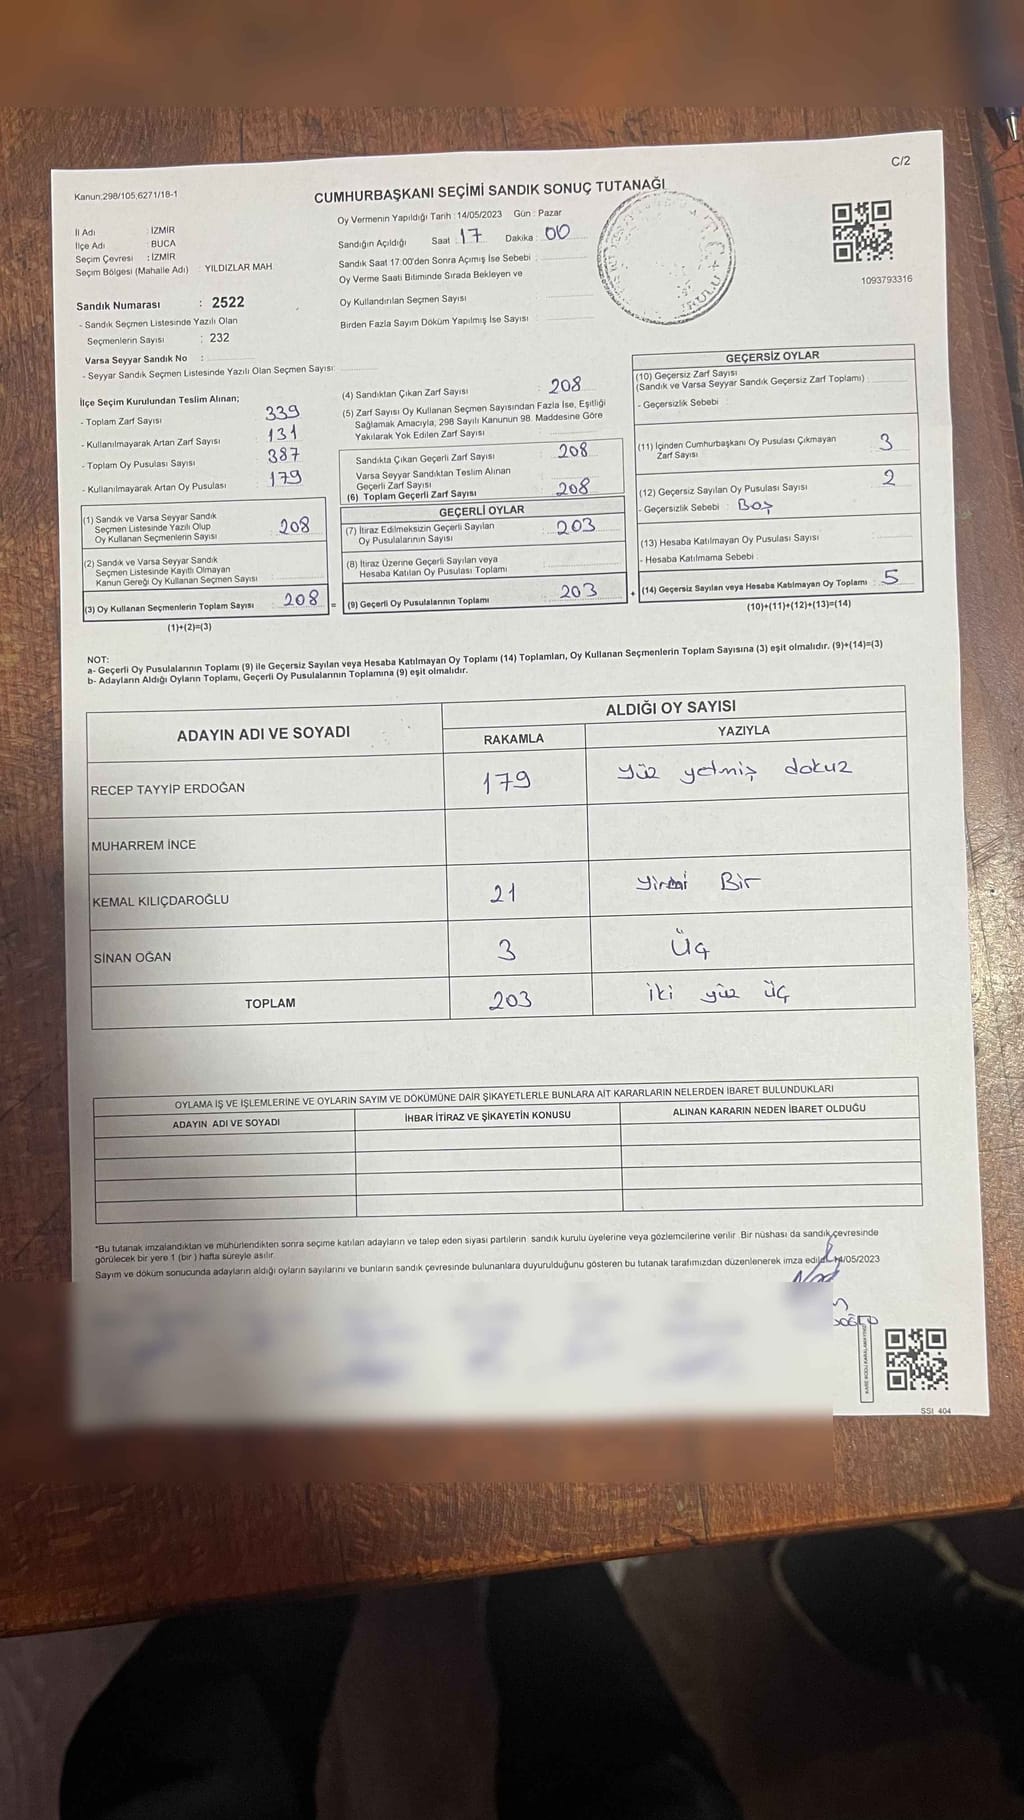 C/2
Kanun:298/105,6271/18-1
CUMHURBAŞKANI SEÇİMİ SANDIK SONUÇ TUTANAĞI
İl Adı : İZMİR
İlçe Adı : BUCA
Seçim Çevresi : İZMİR
Seçim Bölgesi (Mahalle Adı) : YILDIZLAR MAH
Sandık Numarası : 2522
- Sandık Seçmen Listesinde Yazılı Olan
Seçmenlerin Sayısı : 232
Varsa Seyyar Sandık No :
- Seyyar Sandık Seçmen Listesinde Yazılı Olan Seçmen Sayısı:
Oy Vermenin Yapıldığı Tarih : 14/05/2023 Gün : Pazar
Sandığın Açıldığı Saat : 17 Dakika : 00
Sandık Saat 17:00'den Sonra Açımış İse Sebebi :
Oy Verme Saati Bitiminde Sırada Bekleyen ve
Oy Kullandırılan Seçmen Sayısı
Birden Fazla Sayım Döküm Yapılmış İse Sayısı :
1093793316
İlçe Seçim Kurulundan Teslim Alınan;
- Toplam Zarf Sayısı : 339
- Kullanılmayarak Artan Zarf Sayısı : 131
- Toplam Oy Pusulası Sayısı : 387
- Kullanılmayarak Artan Oy Pusulası : 179
(1) Sandık ve Varsa Seyyar Sandık
Seçmen Listesinde Yazılı Olup
Oy Kullanan Seçmenlerin Sayısı : 208
(2) Sandık ve Varsa Seyyar Sandık
Seçmen Listesinde Kayıtlı Olmayan
Kanun Gereği Oy Kullanan Seçmen Sayısı :
(3) Oy Kullanan Seçmenlerin Toplam Sayısı : 208
(1)+(2)=(3)
(4) Sandıktan Çıkan Zarf Sayısı : 208
(5) Zarf Sayısı Oy Kullanan Seçmen Sayısından Fazla İse, Eşitliği
Sağlamak Amacıyla, 298 Sayılı Kanunun 98. Maddesine Göre
Yakılarak Yok Edilen Zarf Sayısı :
Sandıkta Çıkan Geçerli Zarf Sayısı : 208
Varsa Seyyar Sandıktan Teslim Alınan
Geçerli Zarf Sayısı :
(6) Toplam Geçerli Zarf Sayısı : 208
GEÇERLİ OYLAR
(7) İtiraz Edilmeksizin Geçerli Sayılan
Oy Pusulalarının Sayısı : 203
(8) İtiraz Üzerine Geçerli Sayılan veya
Hesaba Katılan Oy Pusulası Toplamı :
= (9) Geçerli Oy Pusulalarının Toplamı : 203
GEÇERSİZ OYLAR
(10) Geçersiz Zarf Sayısı
(Sandık ve Varsa Seyyar Sandık Geçersiz Zarf Toplamı) :
- Geçersizlik Sebebi :
(11) İçinden Cumhurbaşkanı Oy Pusulası Çıkmayan
Zarf Sayısı : 3
(12) Geçersiz Sayılan Oy Pusulası Sayısı : 2
- Geçersizlik Sebebi : Boş
(13) Hesaba Katılmayan Oy Pusulası Sayısı :
- Hesaba Katılmama Sebebi :
+ (14) Geçersiz Sayılan veya Hesaba Katılmayan Oy Toplamı : 5
(10)+(11)+(12)+(13)=(14)
NOT:
a- Geçerli Oy Pusulalarının Toplamı (9) ile Geçersiz Sayılan veya Hesaba Katılmayan Oy Toplamı (14) Toplamları, Oy Kullanan Seçmenlerin Toplam Sayısına (3) eşit olmalıdır. (9)+(14)=(3)
b- Adayların Aldığı Oyların Toplamı, Geçerli Oy Pusulalarının Toplamına (9) eşit olmalıdır.
ADAYIN ADI VE SOYADI
ALDIĞI OY SAYISI
RAKAMLA YAZIYLA
RECEP TAYYİP ERDOĞAN 179 yüz yetmiş dokuz
MUHARREM İNCE
KEMAL KILIÇDAROĞLU 21 yirmi Bir
SİNAN OĞAN 3 Üç
TOPLAM 203 iki yüz üç
OYLAMA İŞ VE İŞLEMLERİNE VE OYLARIN SAYIM VE DÖKÜMÜNE DAİR ŞİKAYETLERLE BUNLARA AİT KARARLARIN NELERDEN İBARET BULUNDUKLARI
ADAYIN ADI VE SOYADI İHBAR İTİRAZ VE ŞİKAYETİN KONUSU ALINAN KARARIN NEDEN İBARET OLDUĞU
*Bu tutanak imzalandıktan ve mühürlendikten sonra seçime katılan adayların ve talep eden siyasi partilerin sandık kurulu üyelerine veya gözlemcilerine verilir. Bir nüshası da sandık çevresinde
görülecek bir yere 1 (bir) hafta süreyle asılır.
Sayım ve döküm sonucunda adayların aldığı oyların sayılarını ve bunların sandık çevresinde bulunanlara duyurulduğunu gösteren bu tutanak tarafımızdan düzenlenerek imza edildi. 14/05/2023
SSI_404